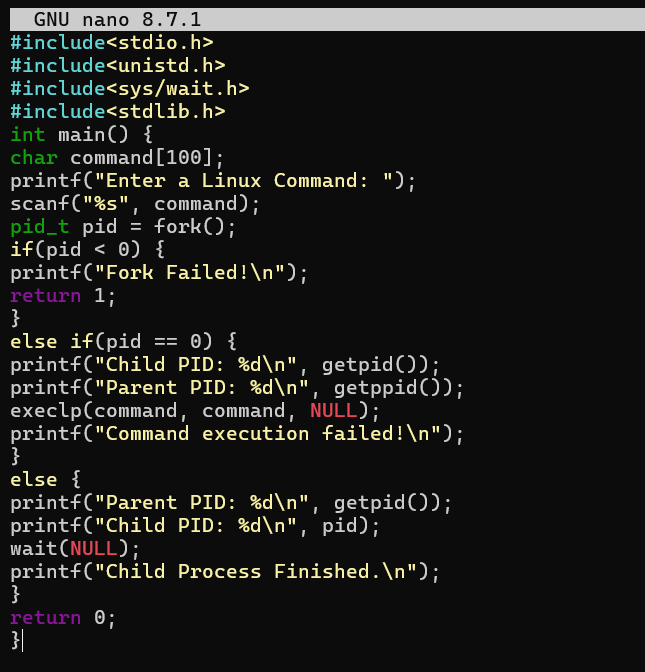 GNU nano 8.7.1
#include<stdio.h>
#include<unistd.h>
#include<sys/wait.h>
#include<stdlib.h>
int main() {
char command[100];
printf("Enter a Linux Command: ");
scanf("%s", command);
pid_t pid = fork();
if(pid < 0) {
printf("Fork Failed!\n");
return 1;
}
else if(pid == 0) {
printf("Child PID: %d\n", getpid());
printf("Parent PID: %d\n", getppid());
execlp(command, command, NULL);
printf("Command execution failed!\n");
}
else {
printf("Parent PID: %d\n", getpid());
printf("Child PID: %d\n", pid);
wait(NULL);
printf("Child Process Finished.\n");
}
return 0;
}